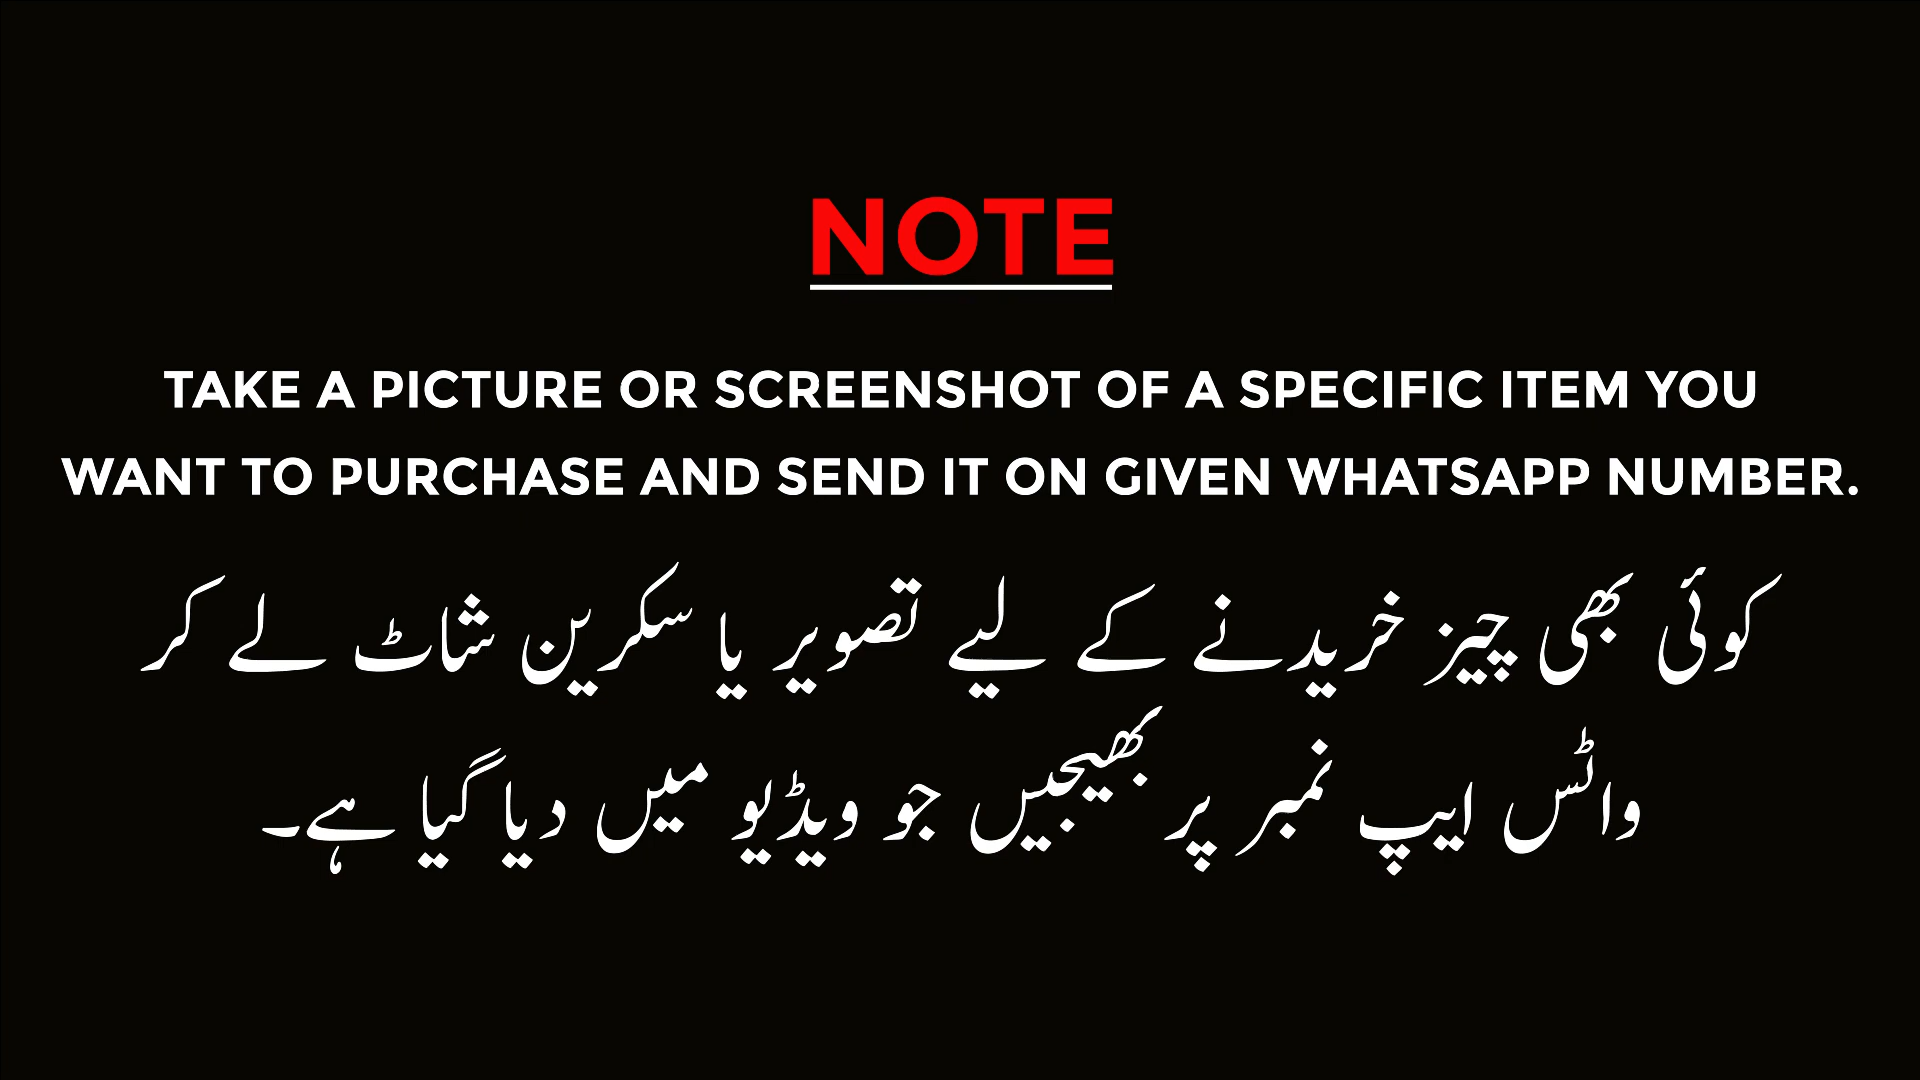 NOTE
TAKE A PICTURE OR SCREENSHOT OF A SPECIFIC ITEM YOU
WANT TO PURCHASE AND SEND IT ON GIVEN WHATSAPP NUMBER.
کوئی بھی چیز خریدنے کے لیے تصویر یا سکرین شاٹ لے کر
واٹس ایپ نمبر پر بھیجیں جو ویڈیو میں دیا گیا ہے۔